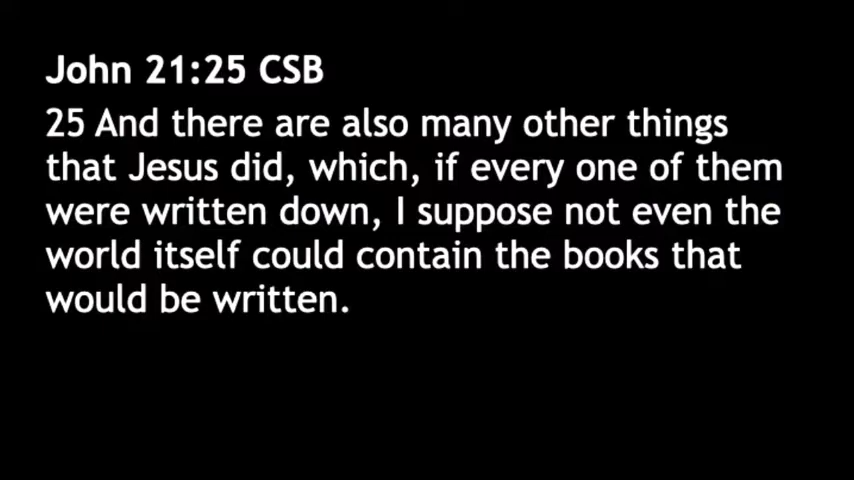 John 21:25 CSB
25 And there are also many other things
that Jesus did, which, if every one of them
were written down, I suppose not even the
world itself could contain the books that
would be written.